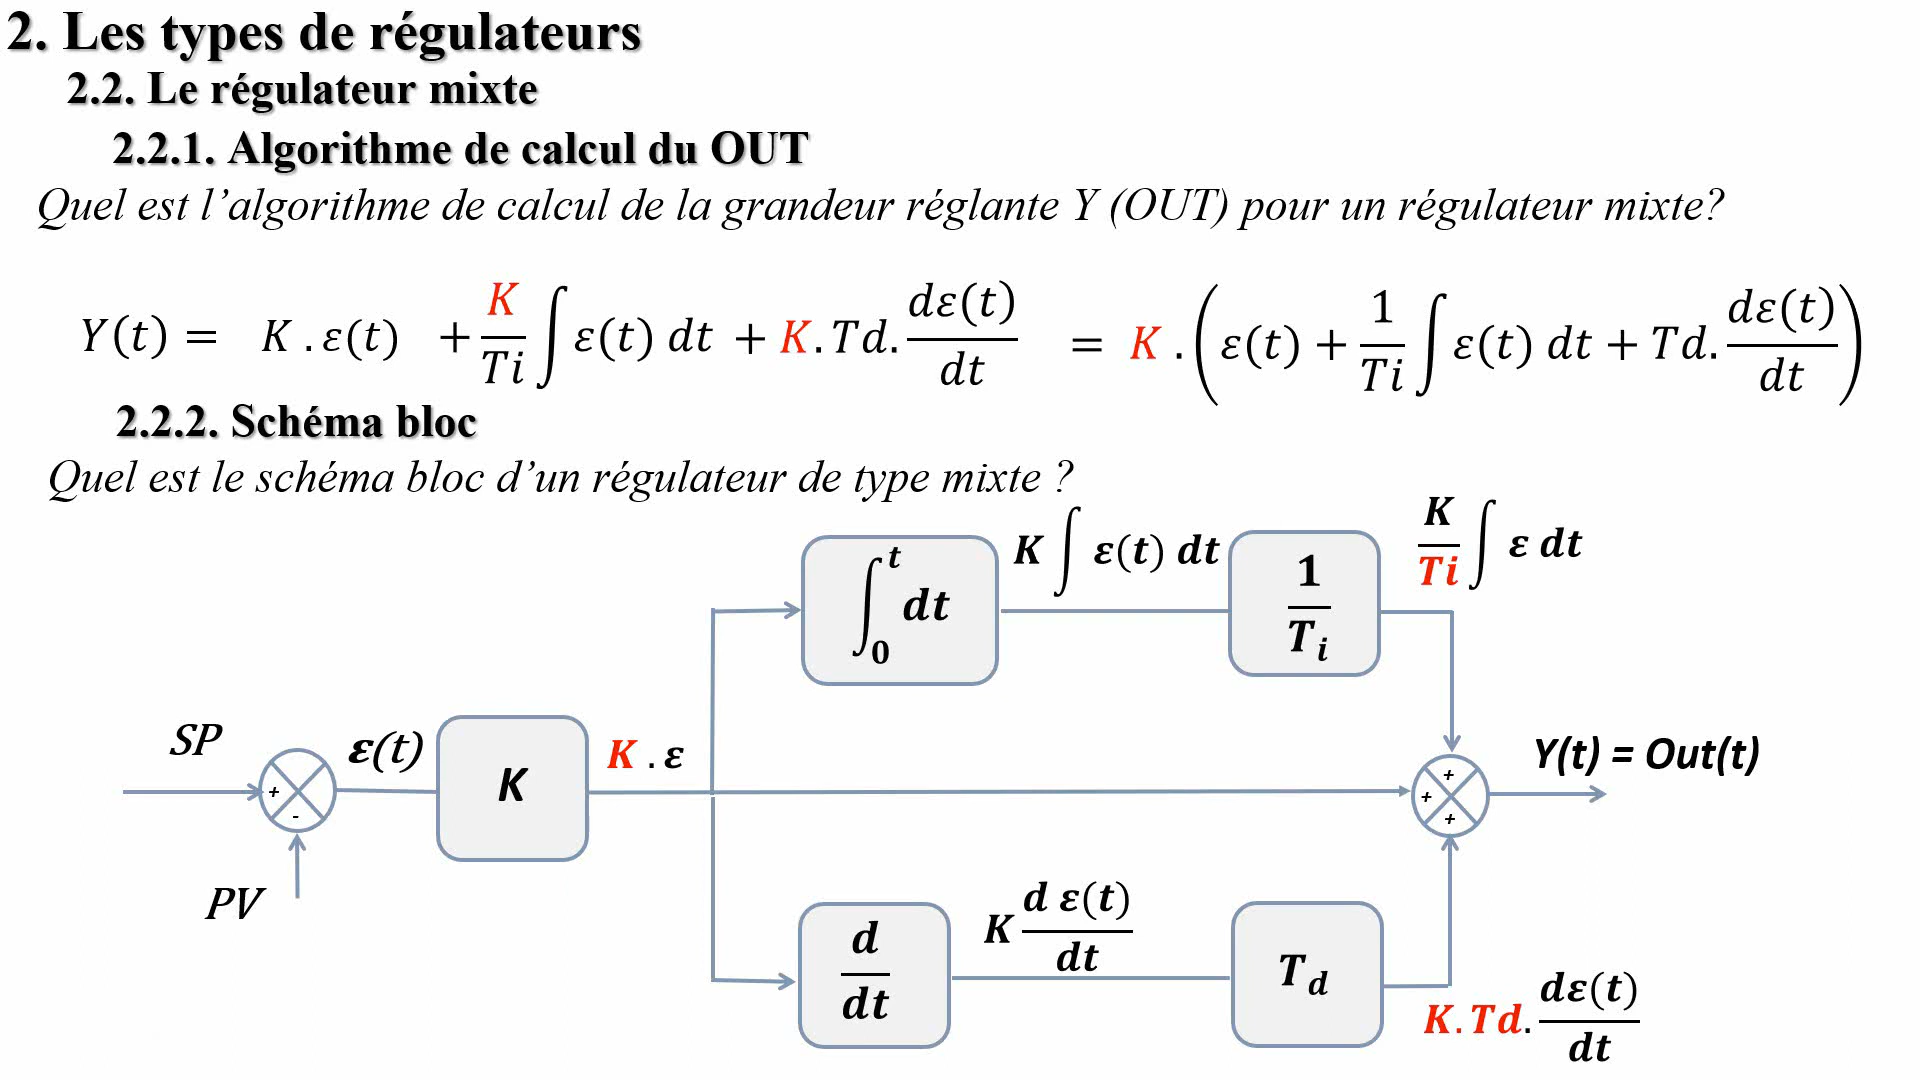 2. Les types de régulateurs
2.2. Le régulateur mixte
2.2.1. Algorithme de calcul du OUT
Quel est l’algorithme de calcul de la grandeur réglante Y (OUT) pour un régulateur mixte?
Y(t) = K . ε(t) + K/Ti ∫ ε(t) dt + K. Td. dε(t)/dt = K . ( ε(t) + 1/Ti ∫ ε(t) dt + Td. dε(t)/dt )
2.2.2. Schéma bloc
Quel est le schéma bloc d’un régulateur de type mixte ?
∫₀ᵗ dt
K ∫ ε(t) dt
1/Tᵢ
K/Ti ∫ ε dt
SP
+
-
PV
ε(t)
K
K . ε
+
+
+
Y(t) = Out(t)
d/dt
K d ε(t)/dt
T_d
K. Td. dε(t)/dt